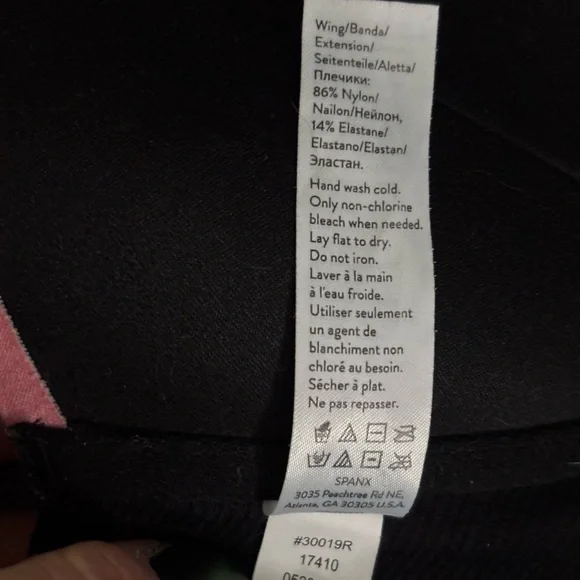 Wing/Banda/
Extension/
Seitenteile/Aletta/
Плечики:
86% Nylon/
Nailon/Нейлон,
14% Elastane/
Elastano/Elastan/
Эластан.
Hand wash cold.
Only non-chlorine
bleach when needed.
Lay flat to dry.
Do not iron.
Laver à la main
à l'eau froide.
Utiliser seulement
un agent de
blanchiment non
chloré au besoin.
Sécher à plat.
Ne pas repasser.
SPANX
3035 Peachtree Rd NE,
Atlanta, GA 30305 U.S.A.
#30019R
17410